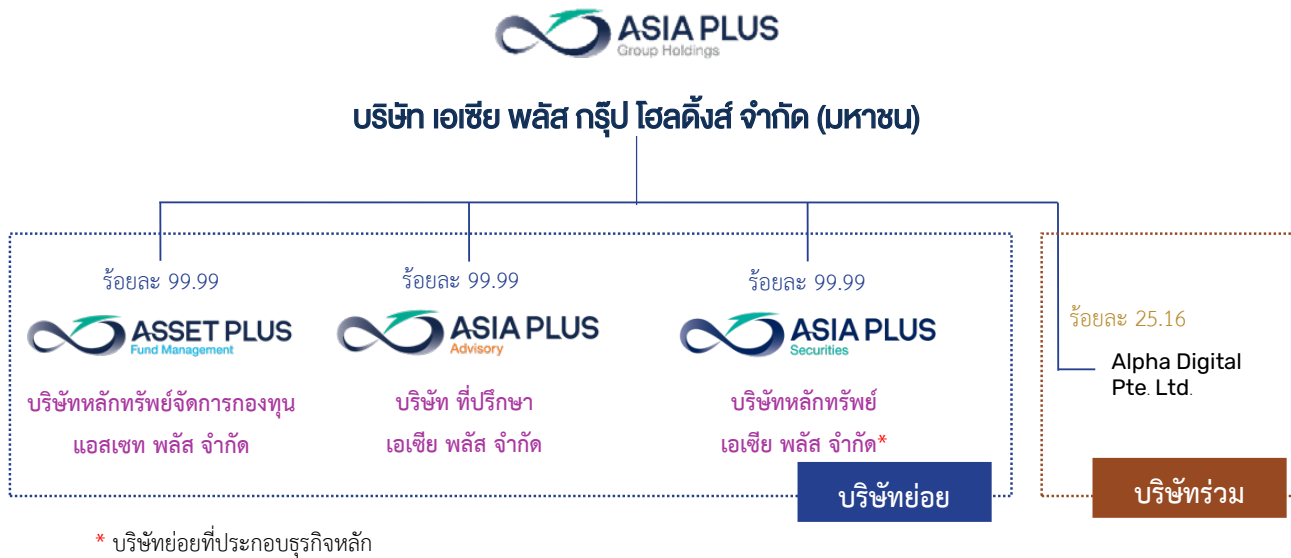 ASIA PLUS
Group Holdings
บริษัท เอเซีย พลัส กรุ๊ป โฮลดิ้งส์ จำกัด (มหาชน)
ร้อยละ 99.99
ASSET PLUS
Fund Management
บริษัทหลักทรัพย์จัดการกองทุน
แอสเซท พลัส จำกัด
ร้อยละ 99.99
ASIA PLUS
Advisory
บริษัท ที่ปรึกษา
เอเซีย พลัส จำกัด
ร้อยละ 99.99
ASIA PLUS
Securities
บริษัทหลักทรัพย์
เอเซีย พลัส จำกัด*
บริษัทย่อย
ร้อยละ 25.16
Alpha Digital
Pte. Ltd.
บริษัทร่วม
* บริษัทย่อยที่ประกอบธุรกิจหลัก